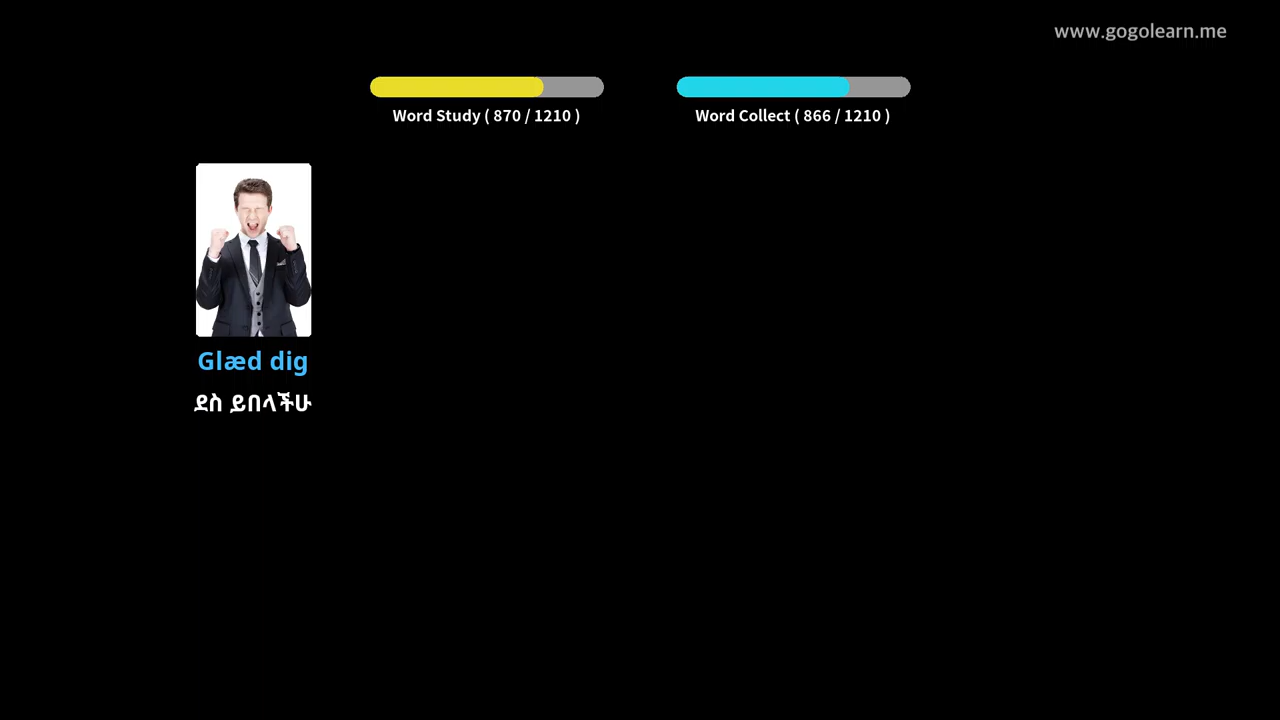 www.gogolearn.me
Word Study ( 870 / 1210 )
Word Collect ( 866 / 1210 )
Glæd dig
ደስ ይበላችሁ